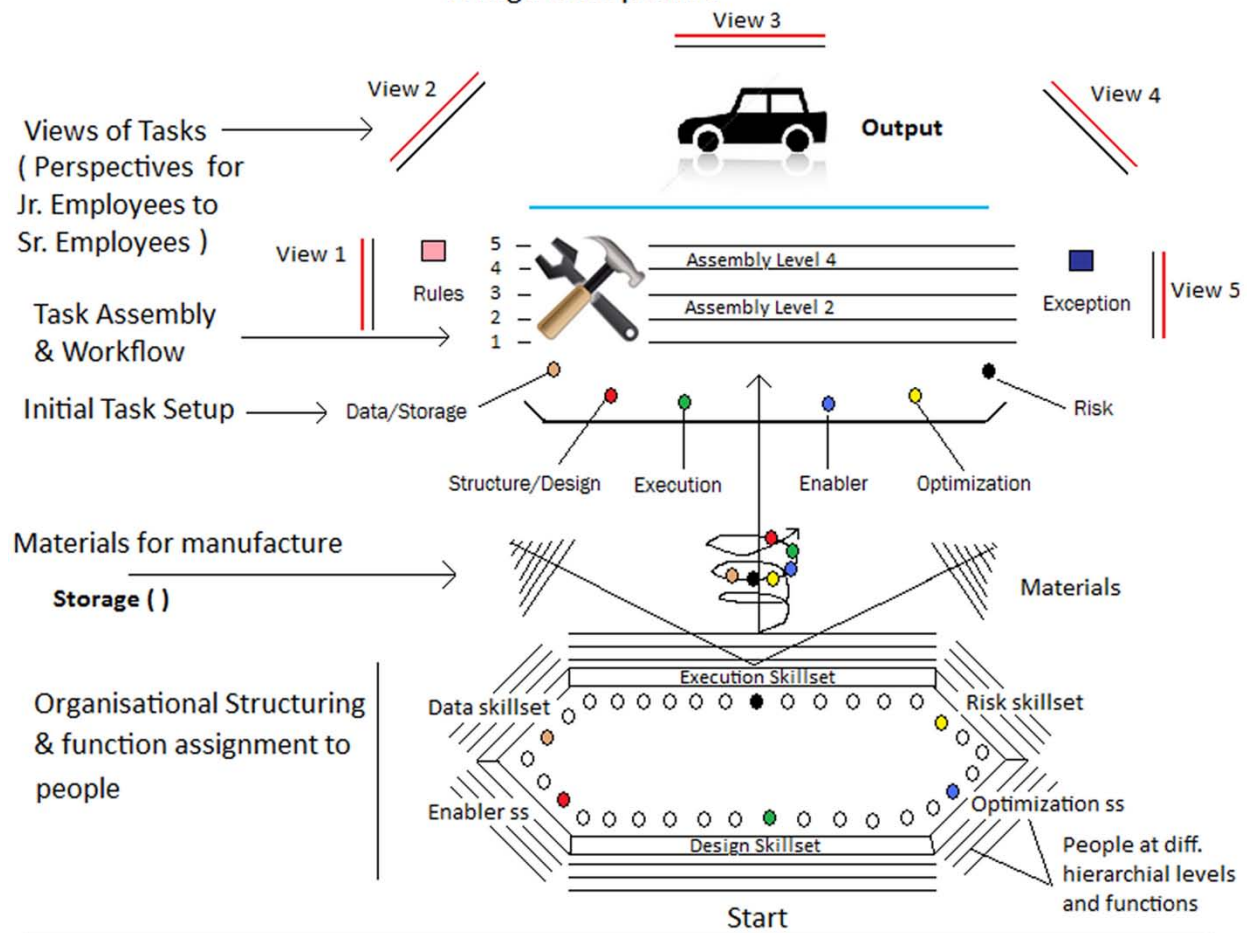 View 3
View 2
View 4
Views of Tasks
( Perspectives for
Jr. Employees to
Sr. Employees )
Output
View 1
Rules
5
4
3
2
1
Assembly Level 4
Assembly Level 2
Exception
View 5
Task Assembly
& Workflow
Initial Task Setup
Data/Storage
Risk
Structure/Design
Execution
Enabler
Optimization
Materials for manufacture
Storage ( )
Materials
Organisational Structuring
& function assignment to
people
Execution Skillset
Data skillset
Risk skillset
Enabler ss
Optimization ss
Design Skillset
People at diff.
hierarchial levels
and functions
Start